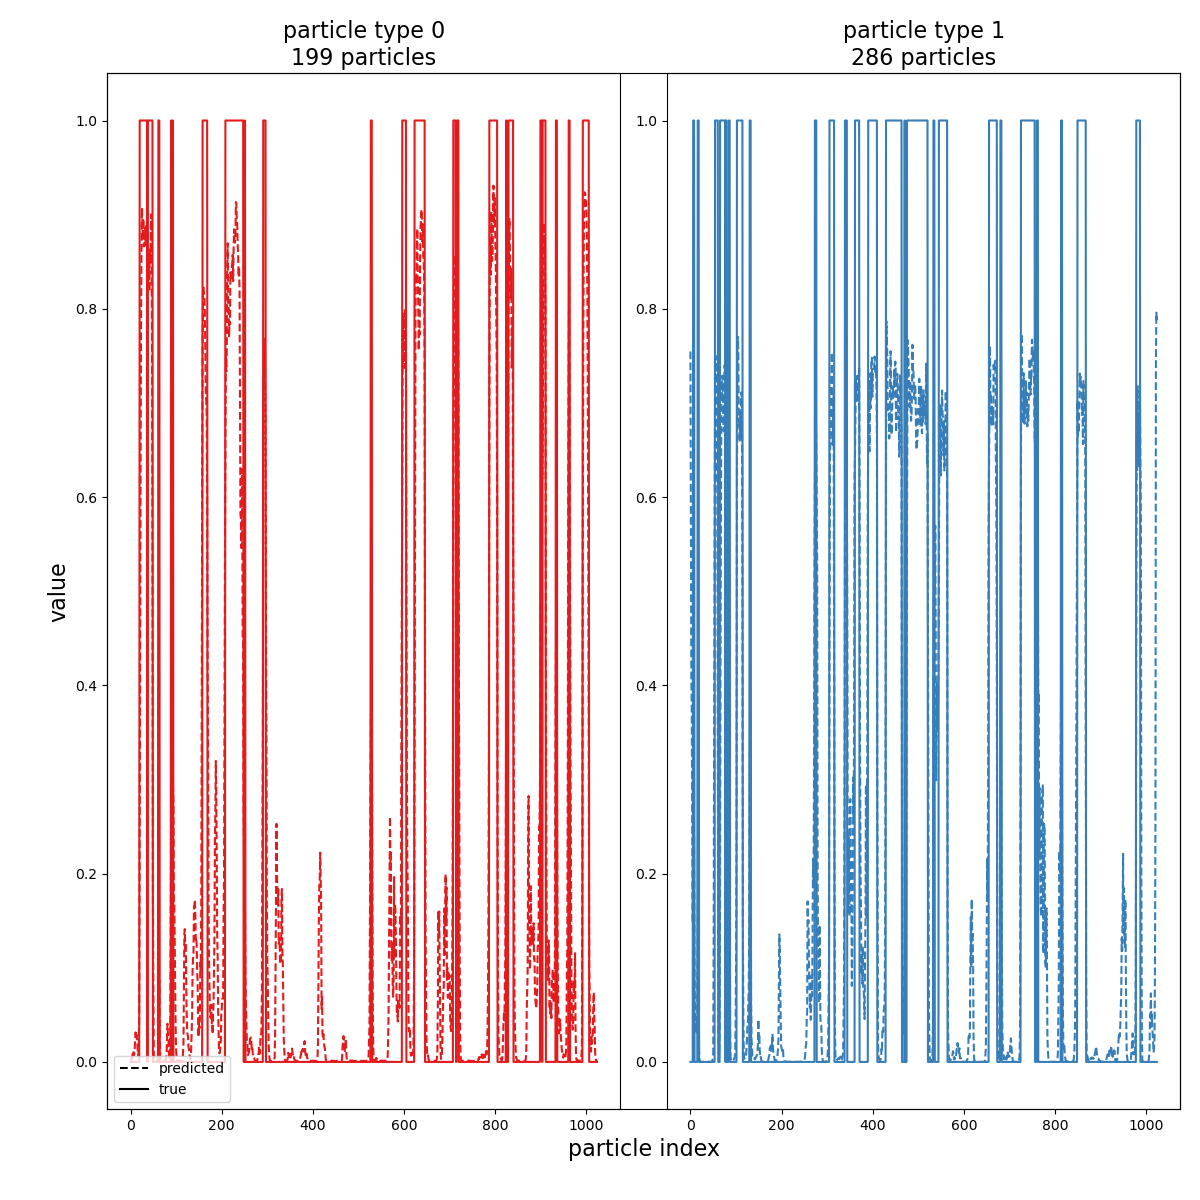 particle type 0
199 particles
particle type 1
286 particles
1.0
0.8
0.6
0.4
0.2
0.0
1.0
0.8
0.6
0.4
0.2
0.0
value
predicted
true
0 200 400 600 800 1000
0 200 400 600 800 1000
particle index